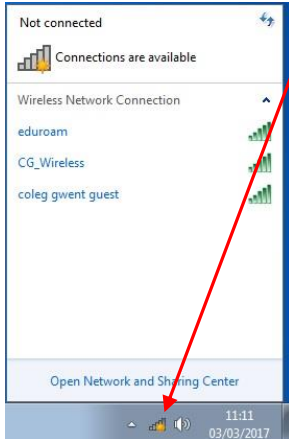 Not connected
Connections are available
Wireless Network Connection
eduroam
CG_Wireless
coleg gwent guest
Open Network and Sharing Center
11:11
03/03/2017